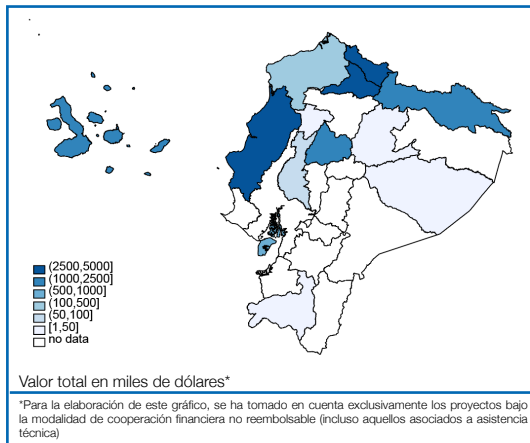 (2500,5000]
(1000,2500]
(500,1000]
(100,500]
(50,100]
[1,50]
no data
Valor total en miles de dólares*
*Para la elaboración de este gráfico, se ha tomado en cuenta exclusivamente los proyectos bajo
la modalidad de cooperación financiera no reembolsable (incluso aquellos asociados a asistencia
técnica)